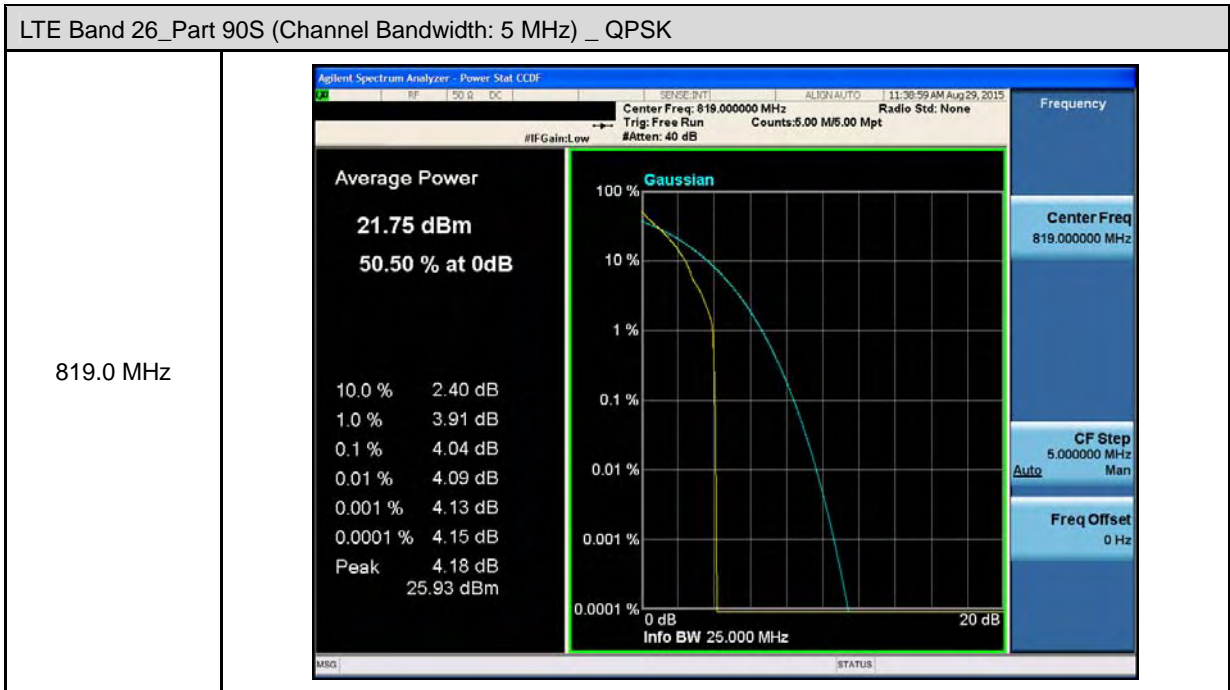 LTE Band 26_Part 90S (Channel Bandwidth: 5 MHz) _ QPSK
819.0 MHz
Agilent Spectrum Analyzer - Power Stat CCDF
RF 50 Ω DC SENSE:INT ALIGN AUTO 11:38:59 AM Aug 29, 2015
Center Freq: 819.000000 MHz Radio Std: None
Trig: Free Run Counts:5.00 M/5.00 Mpt
#IFGain:Low #Atten: 40 dB
Average Power
21.75 dBm
50.50 % at 0dB
10.0 % 2.40 dB
1.0 % 3.91 dB
0.1 % 4.04 dB
0.01 % 4.09 dB
0.001 % 4.13 dB
0.0001 % 4.15 dB
Peak 4.18 dB
25.93 dBm
Gaussian
100 %
10 %
1 %
0.1 %
0.01 %
0.001 %
0.0001 %
0 dB 20 dB
Info BW 25.000 MHz
Frequency
Center Freq
819.000000 MHz
CF Step
5.000000 MHz
Auto Man
Freq Offset
0 Hz
MSG STATUS